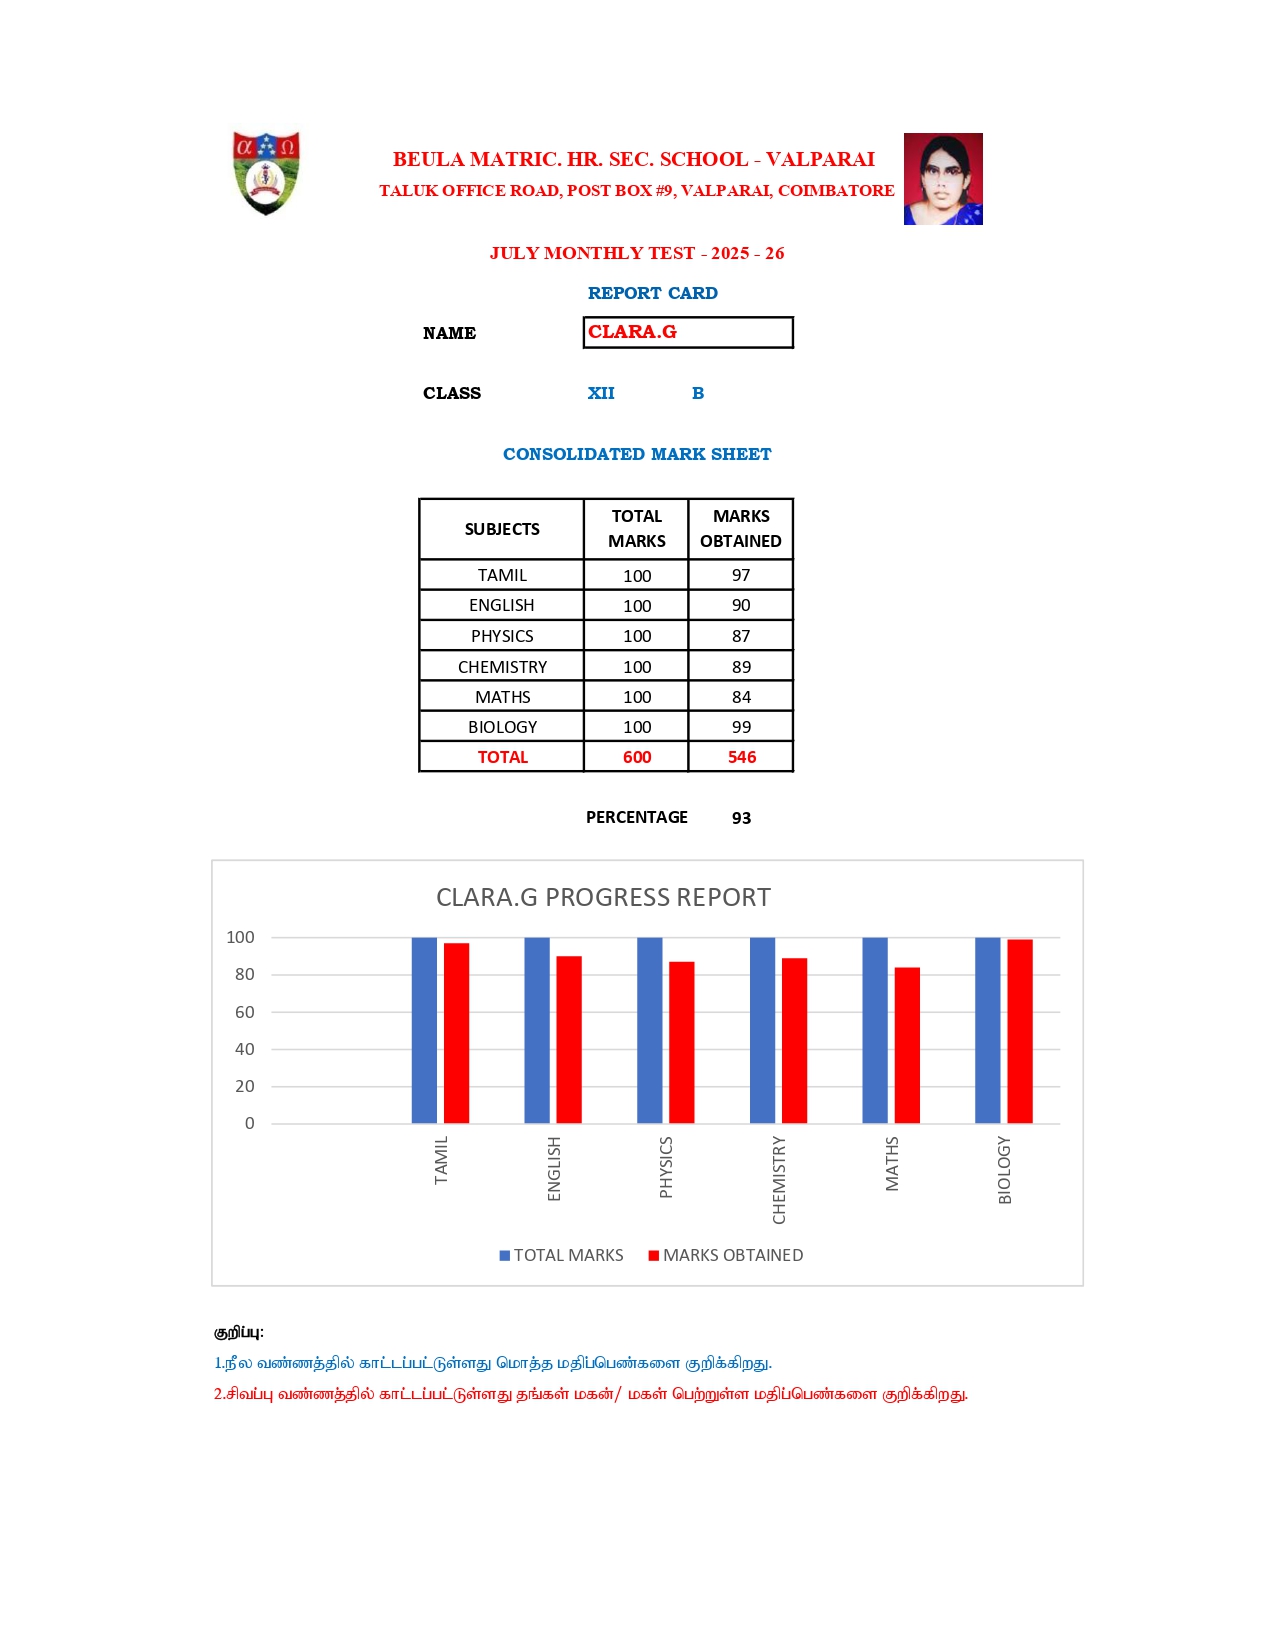 α Ω
BEULA MATRIC. HR. SEC. SCHOOL - VALPARAI
TALUK OFFICE ROAD, POST BOX #9, VALPARAI, COIMBATORE
JULY MONTHLY TEST - 2025 - 26
REPORT CARD
NAME CLARA.G
CLASS XII B
CONSOLIDATED MARK SHEET
SUBJECTS TOTAL MARKS MARKS OBTAINED
TAMIL 100 97
ENGLISH 100 90
PHYSICS 100 87
CHEMISTRY 100 89
MATHS 100 84
BIOLOGY 100 99
TOTAL 600 546
PERCENTAGE 93
CLARA.G PROGRESS REPORT
100
80
60
40
20
0
TAMIL ENGLISH PHYSICS CHEMISTRY MATHS BIOLOGY
TOTAL MARKS MARKS OBTAINED
குறிப்பு:
1.நீல வண்ணத்தில் காட்டப்பட்டுள்ளது மொத்த மதிப்பெண்களை குறிக்கிறது.
2.சிவப்பு வண்ணத்தில் காட்டப்பட்டுள்ளது தங்கள் மகன்/ மகள் பெற்றுள்ள மதிப்பெண்களை குறிக்கிறது.